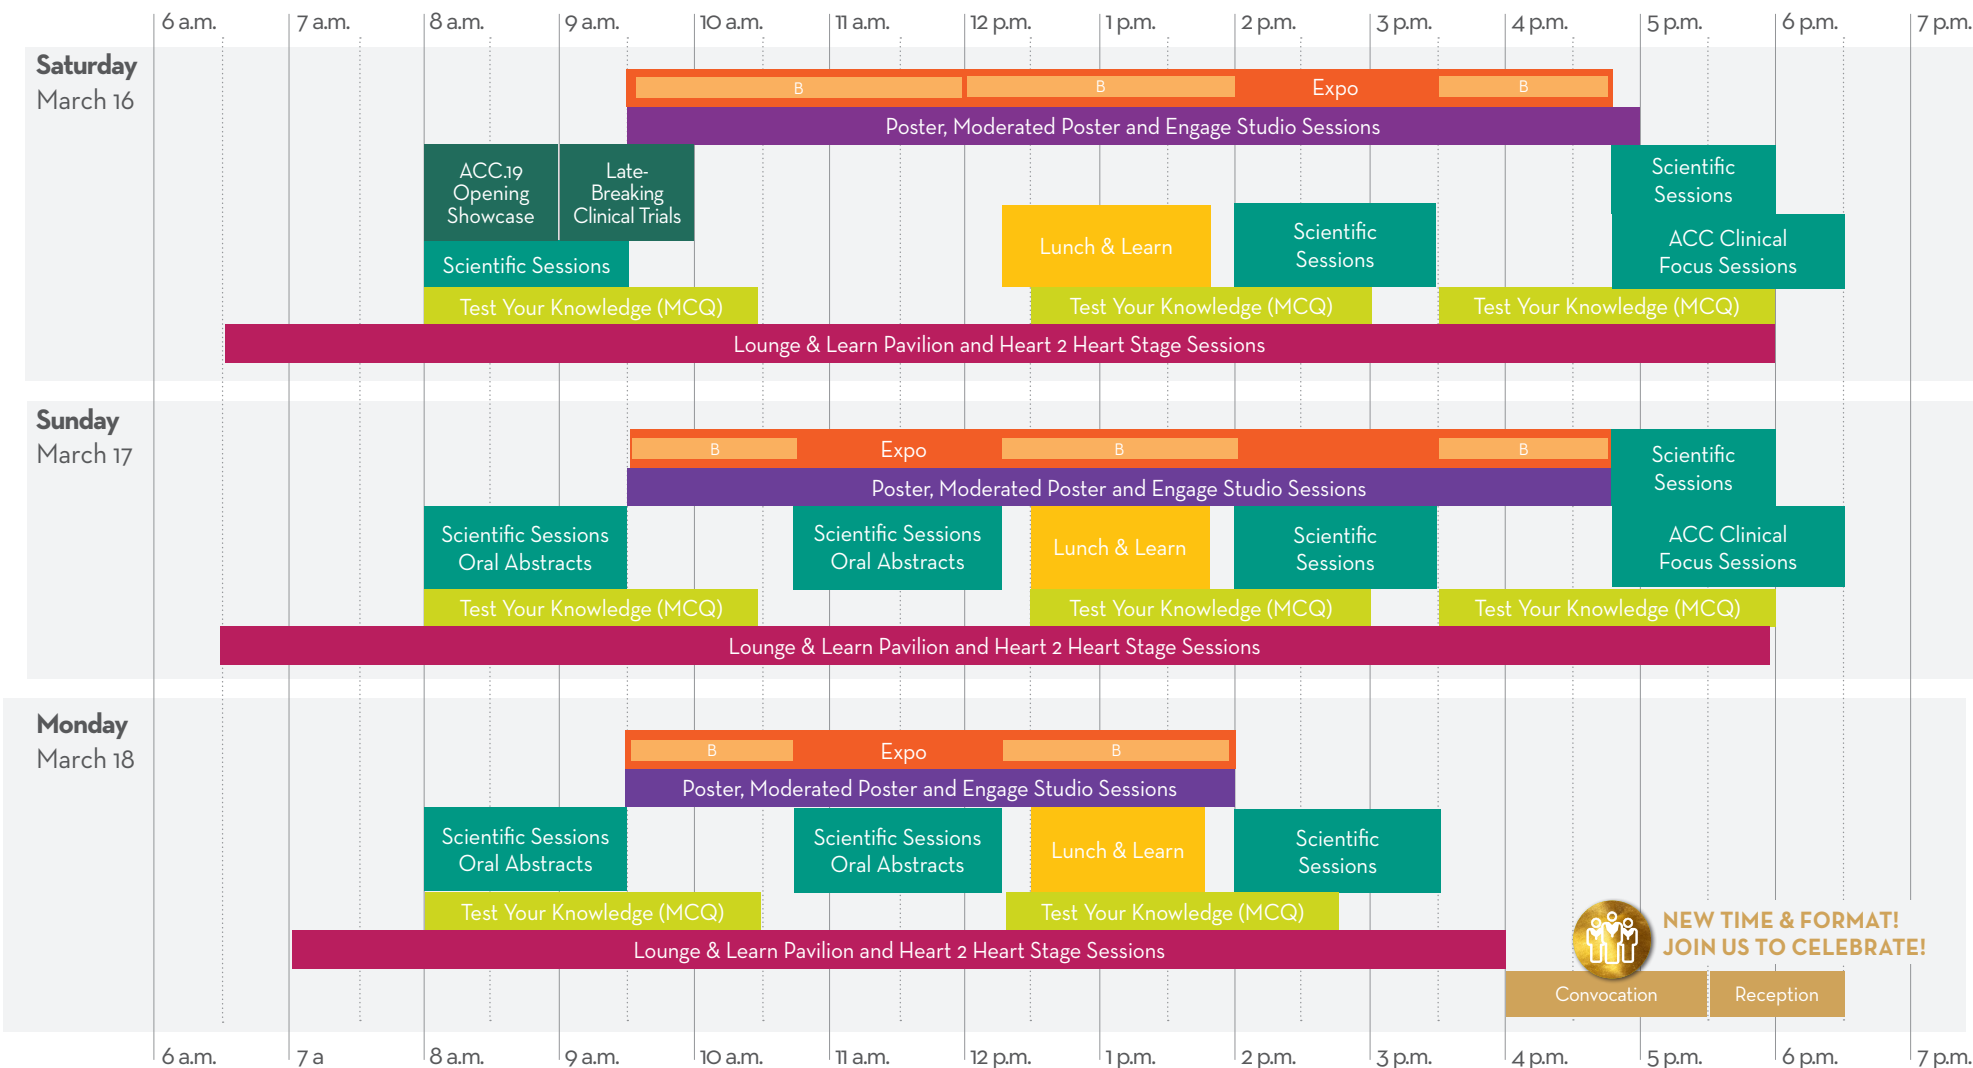 6 a.m. 7 a.m. 8 a.m. 9 a.m. 10 a.m. 11 a.m. 12 p.m. 1 p.m. 2 p.m. 3 p.m. 4 p.m. 5 p.m. 6 p.m. 7 p.m.
Saturday
March 16
B B Expo B
Poster, Moderated Poster and Engage Studio Sessions
ACC.19
Opening
Showcase
Late-
Breaking
Clinical Trials
Scientific Sessions
Lunch & Learn
Scientific
Sessions
Scientific
Sessions
ACC Clinical
Focus Sessions
Test Your Knowledge (MCQ) Test Your Knowledge (MCQ) Test Your Knowledge (MCQ)
Lounge & Learn Pavilion and Heart 2 Heart Stage Sessions
Sunday
March 17
B Expo B B
Poster, Moderated Poster and Engage Studio Sessions
Scientific
Sessions
Scientific Sessions
Oral Abstracts
Scientific Sessions
Oral Abstracts
Lunch & Learn
Scientific
Sessions
ACC Clinical
Focus Sessions
Test Your Knowledge (MCQ) Test Your Knowledge (MCQ) Test Your Knowledge (MCQ)
Lounge & Learn Pavilion and Heart 2 Heart Stage Sessions
Monday
March 18
B Expo B
Poster, Moderated Poster and Engage Studio Sessions
Scientific Sessions
Oral Abstracts
Scientific Sessions
Oral Abstracts
Lunch & Learn
Scientific
Sessions
Test Your Knowledge (MCQ) Test Your Knowledge (MCQ)
Lounge & Learn Pavilion and Heart 2 Heart Stage Sessions
NEW TIME & FORMAT!
JOIN US TO CELEBRATE!
Convocation Reception
6 a.m. 7 a 8 a.m. 9 a.m. 10 a.m. 11 a.m. 12 p.m. 1 p.m. 2 p.m. 3 p.m. 4 p.m. 5 p.m. 6 p.m. 7 p.m.